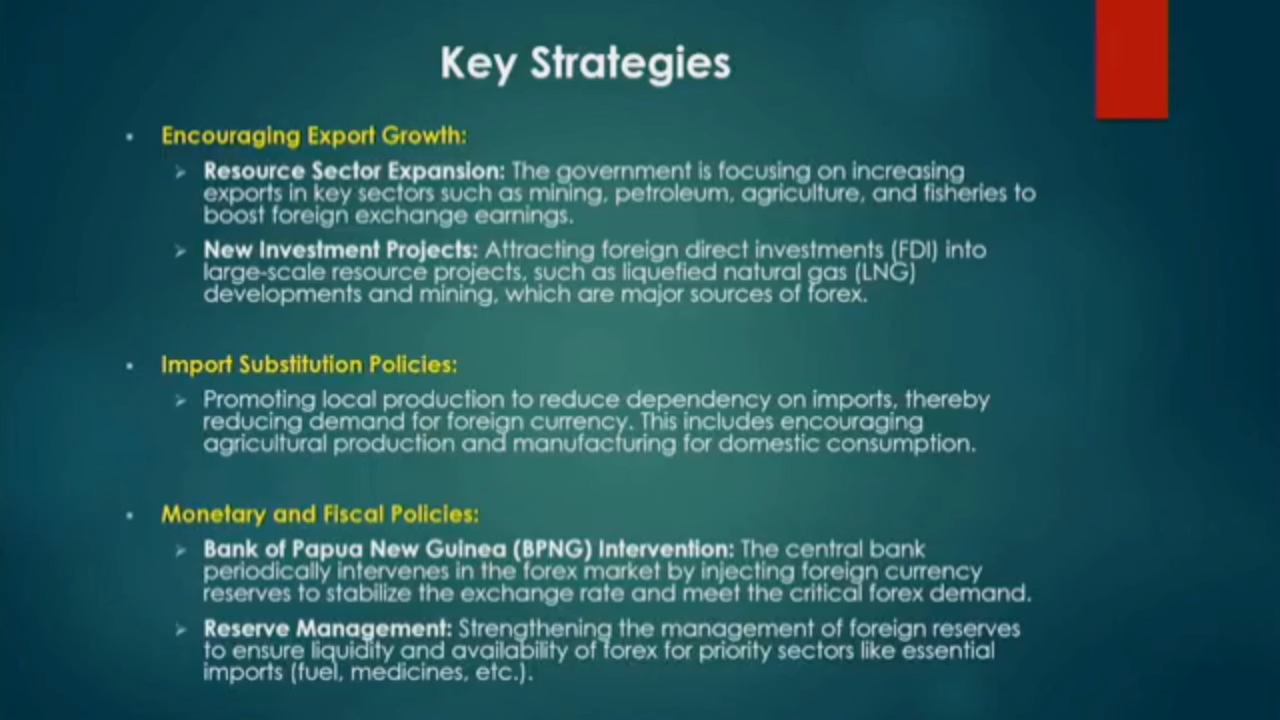 Key Strategies
Encouraging Export Growth:
Resource Sector Expansion: The government is focusing on increasing
exports in key sectors such as mining, petroleum, agriculture, and fisheries to
boost foreign exchange earnings.
New Investment Projects: Attracting foreign direct investments (FDI) into
large-scale resource projects, such as liquefied natural gas (LNG)
developments and mining, which are major sources of forex.
Import Substitution Policies:
Promoting local production to reduce dependency on imports, thereby
reducing demand for foreign currency. This includes encouraging
agricultural production and manufacturing for domestic consumption.
Monetary and Fiscal Policies:
Bank of Papua New Guinea (BPNG) Intervention: The central bank
periodically intervenes in the forex market by injecting foreign currency
reserves to stabilize the exchange rate and meet the critical forex demand.
Reserve Management: Strengthening the management of foreign reserves
to ensure liquidity and availability of forex for priority sectors like essential
imports (fuel, medicines, etc.).